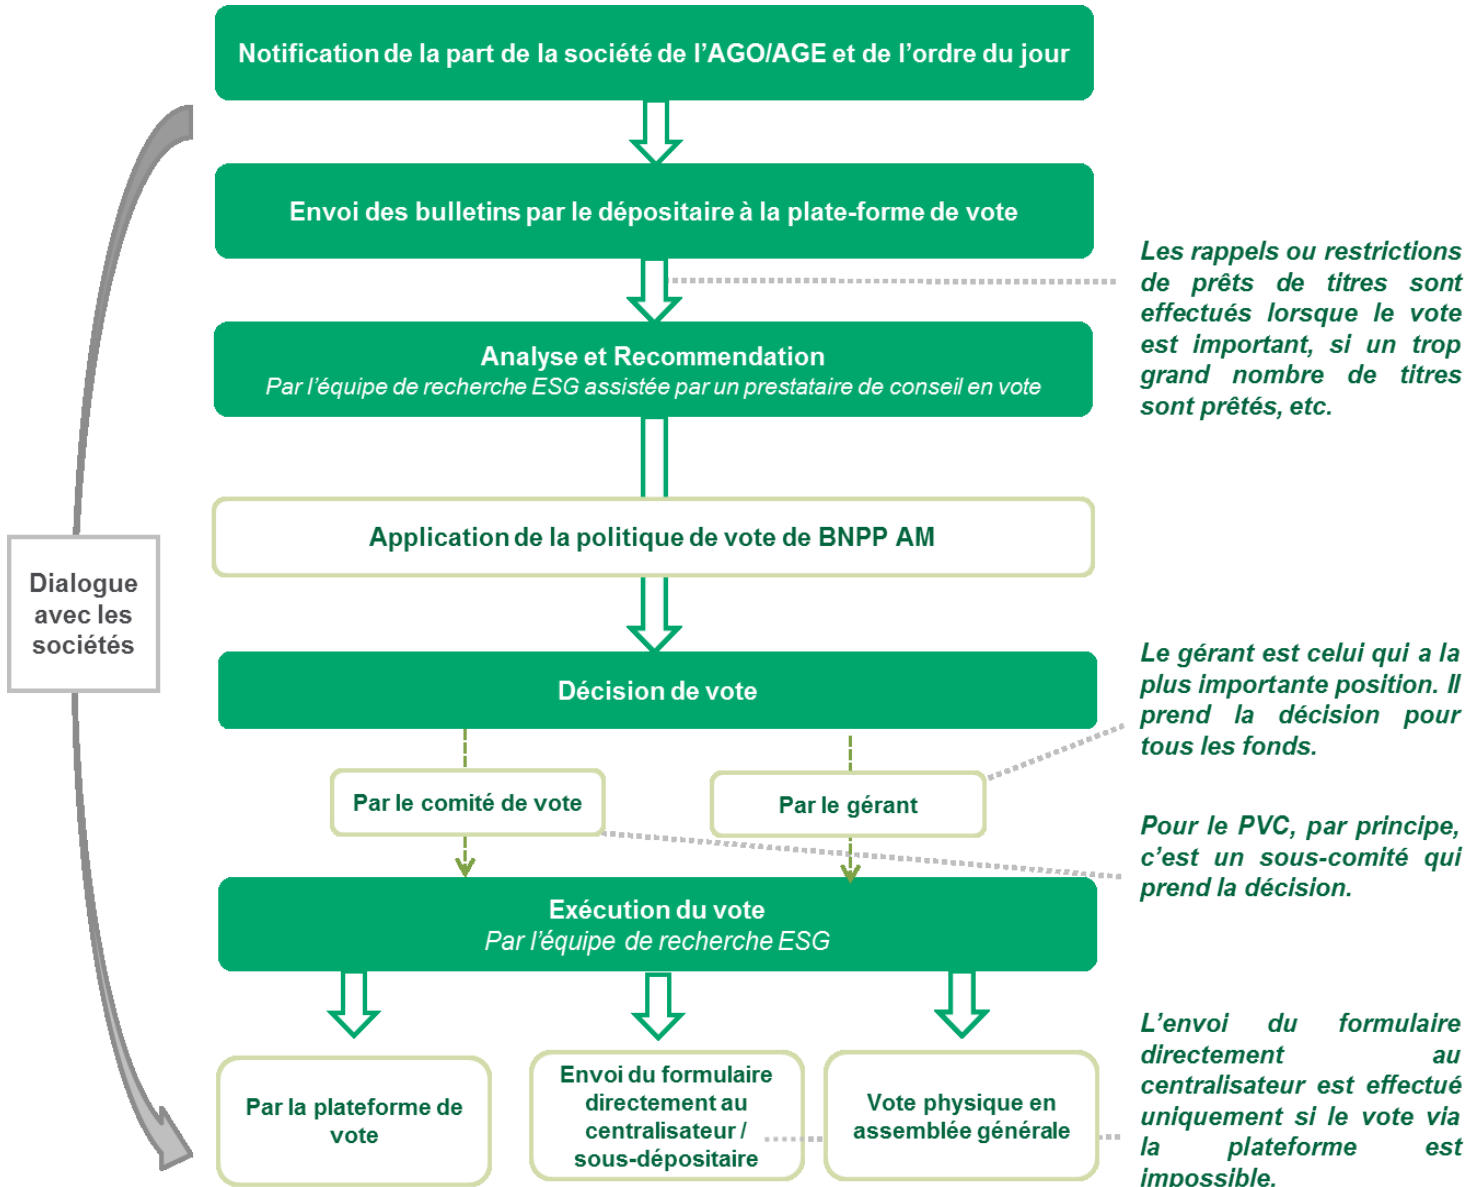 Notification de la part de la société de l’AGO/AGE et de l’ordre du jour
Envoi des bulletins par le dépositaire à la plate-forme de vote
Les rappels ou restrictions
de prêts de titres sont
effectués lorsque le vote
est important, si un trop
grand nombre de titres
sont prêtés, etc.
Analyse et Recommendation
Par l’équipe de recherche ESG assistée par un prestataire de conseil en vote
Application de la politique de vote de BNPP AM
Dialogue
avec les
sociétés
Décision de vote
Le gérant est celui qui a la
plus importante position. Il
prend la décision pour
tous les fonds.
Par le comité de vote
Par le gérant
Pour le PVC, par principe,
c’est un sous-comité qui
prend la décision.
Exécution du vote
Par l’équipe de recherche ESG
Par la plateforme de
vote
Envoi du formulaire
directement au
centralisateur /
sous-dépositaire
Vote physique en
assemblée générale
L’envoi du formulaire
directement au
centralisateur est effectué
uniquement si le vote via
la plateforme est
impossible.